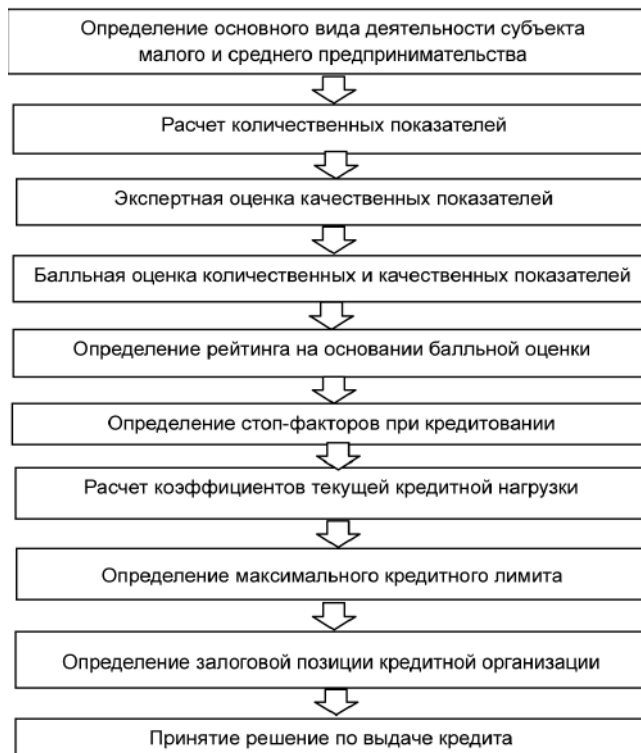 Определение основного вида деятельности субъекта
малого и среднего предпринимательства
Расчет количественных показателей
Экспертная оценка качественных показателей
Балльная оценка количественных и качественных показателей
Определение рейтинга на основании балльной оценки
Определение стоп-факторов при кредитовании
Расчет коэффициентов текущей кредитной нагрузки
Определение максимального кредитного лимита
Определение залоговой позиции кредитной организации
Принятие решение по выдаче кредита